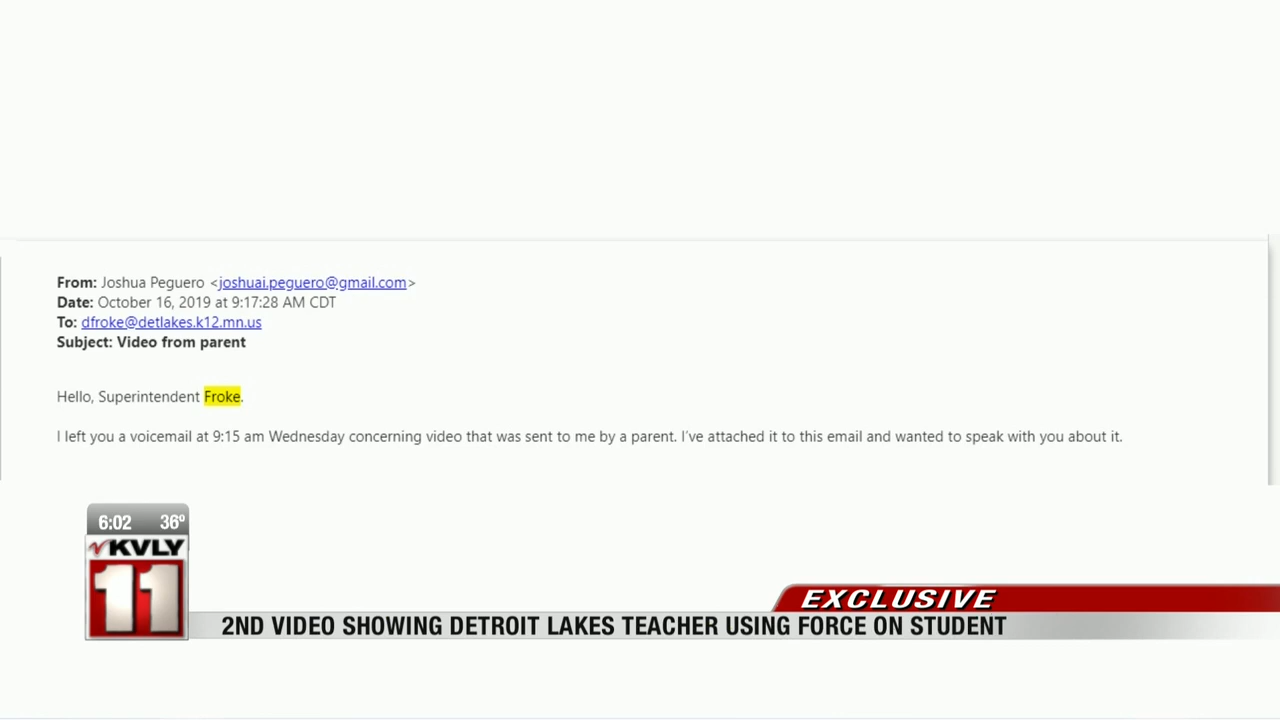 From: Joshua Peguero <joshuai.peguero@gmail.com>
Date: October 16, 2019 at 9:17:28 AM CDT
To: dfroke@detlakes.k12.mn.us
Subject: Video from parent
Hello, Superintendent Froke.
I left you a voicemail at 9:15 am Wednesday concerning video that was sent to me by a parent. I've attached it to this email and wanted to speak with you about it.
6:02 36º
KVLY
11
EXCLUSIVE
2ND VIDEO SHOWING DETROIT LAKES TEACHER USING FORCE ON STUDENT